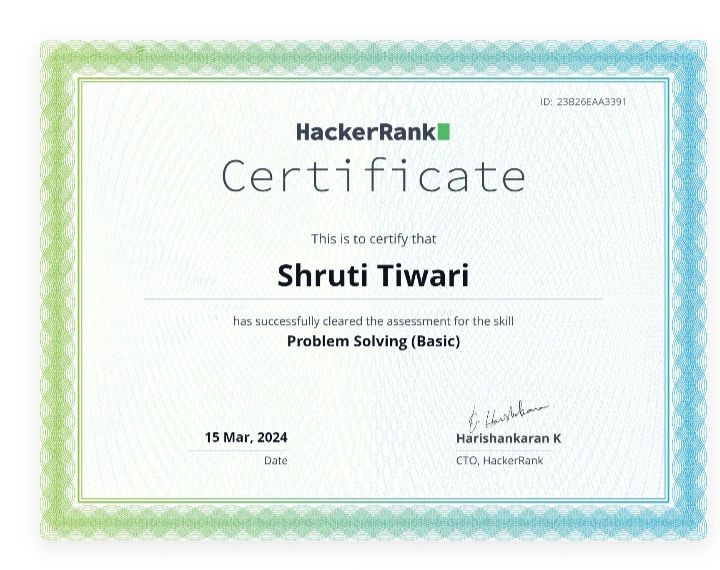 ID: 23B26EAA3391
HackerRank
Certificate
This is to certify that
Shruti Tiwari
has successfully cleared the assessment for the skill
Problem Solving (Basic)
15 Mar, 2024
Date
Harishankaran K
CTO, HackerRank